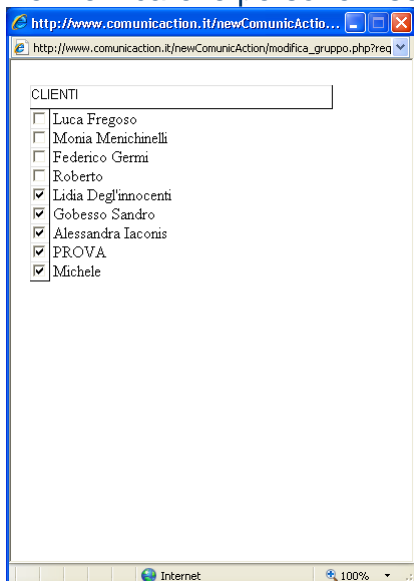 http://www.comunicaction.it/newComunicActio...
http://www.comunicaction.it/newComunicAction/modifica_gruppo.php?req
CLIENTI
Luca Fregoso
Monia Menichinelli
Federico Germi
Roberto
Lidia Degl'innocenti
Gobesso Sandro
Alessandra Iaconis
PROVA
Michele
Internet
100%